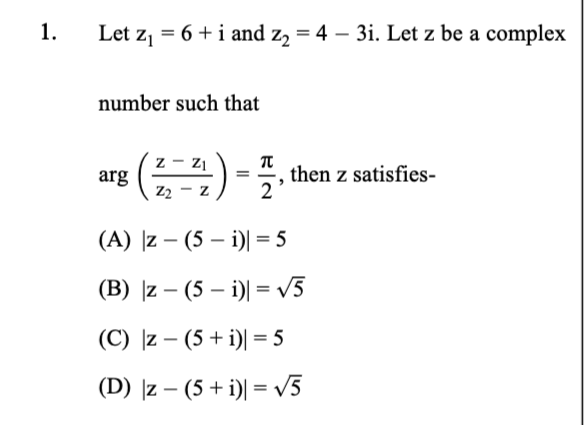 1. Let z₁ = 6 + i and z₂ = 4 – 3i. Let z be a complex
number such that
arg ( (z − z₁) / (z₂ − z) ) = π/2, then z satisfies-
(A) |z – (5 – i)| = 5
(B) |z – (5 – i)| = √5
(C) |z – (5 + i)| = 5
(D) |z – (5 + i)| = √5